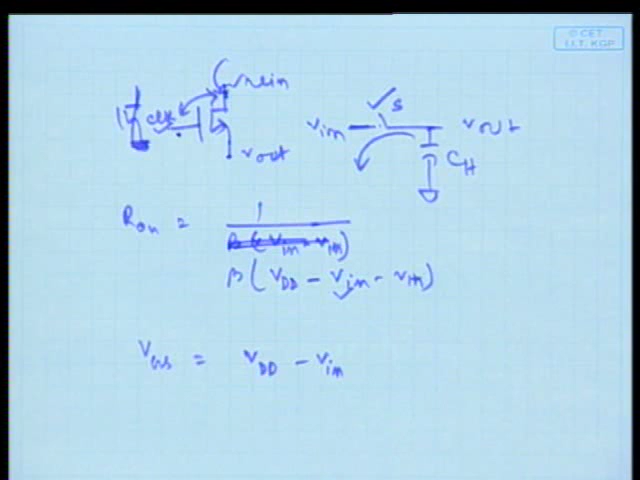 © CET
I.I.T. KGP
Vin
clk
Vout
Vin S Vout
CH
Ron = 1
β ( VDD - Vin - Vth)
VGS = VDD - Vin